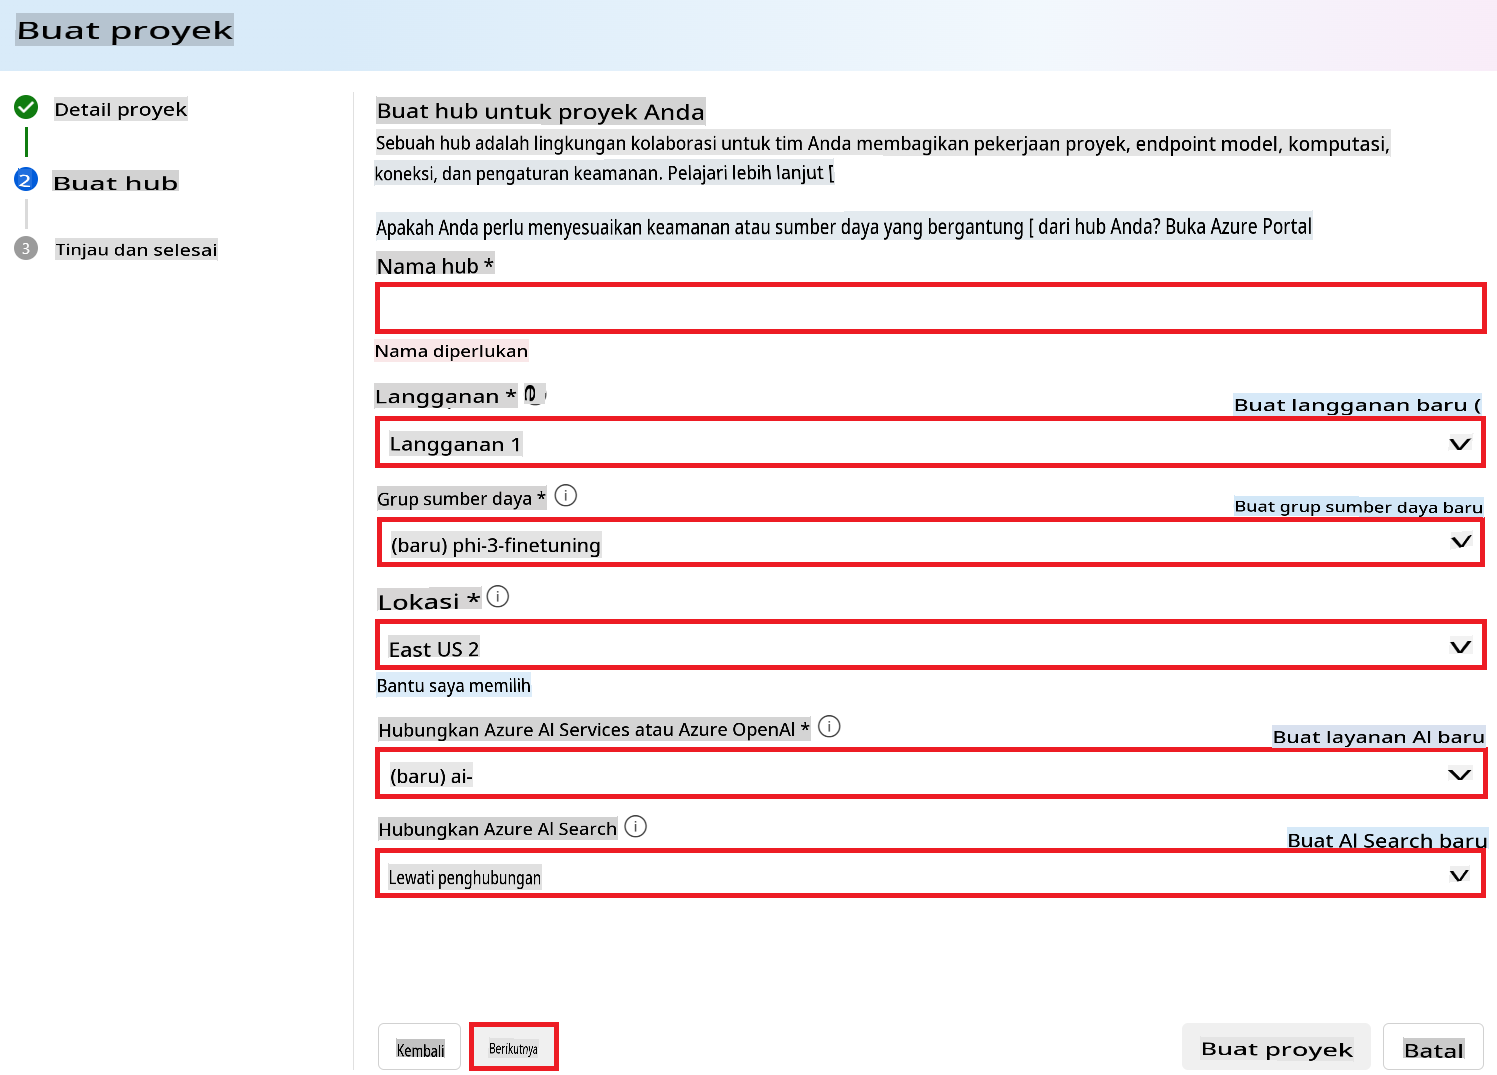 Buat proyek
Detail proyek
2
Buat hub
3
Tinjau dan selesai
Buat hub untuk proyek Anda
Sebuah hub adalah lingkungan kolaborasi untuk tim Anda membagikan pekerjaan proyek, endpoint model, komputasi,
koneksi, dan pengaturan keamanan. Pelajari lebih lanjut [
Apakah Anda perlu menyesuaikan keamanan atau sumber daya yang bergantung [ dari hub Anda? Buka Azure Portal
Nama hub *
Nama diperlukan
Langganan *
Buat langganan baru (
Langganan 1
Grup sumber daya *
Buat grup sumber daya baru
(baru) phi-3-finetuning
Lokasi *
East US 2
Bantu saya memilih
Hubungkan Azure AI Services atau Azure OpenAI *
Buat layanan AI baru
(baru) ai-
Hubungkan Azure AI Search
Buat AI Search baru
Lewati penghubungan
Kembali
Berikutnya
Buat proyek
Batal